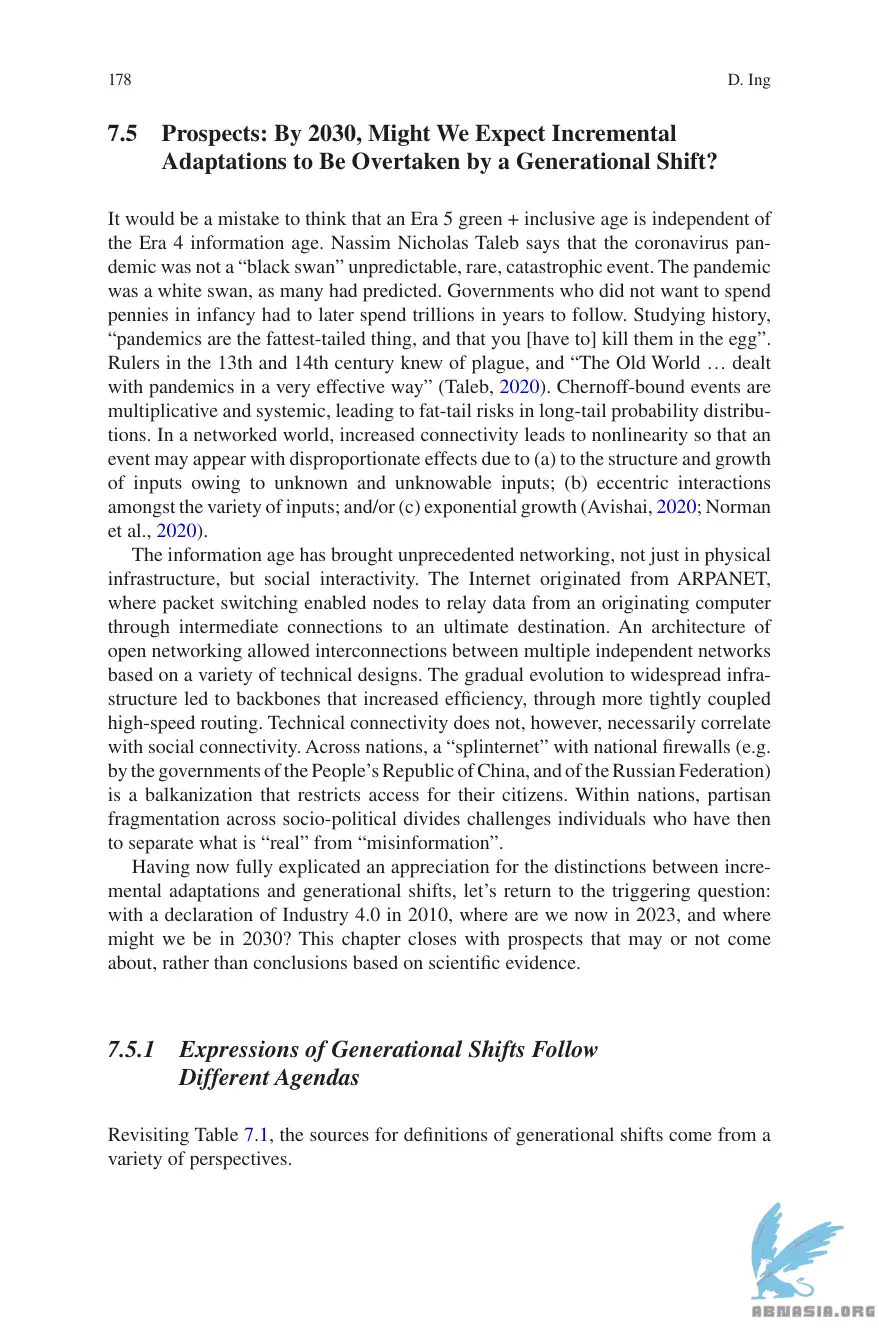 178
D. Ing
7.5 Prospects: By 2030, Might We Expect Incremental
Adaptations to Be Overtaken by a Generational Shift?
It would be a mistake to think that an Era 5 green + inclusive age is independent of
the Era 4 information age. Nassim Nicholas Taleb says that the coronavirus pan-
demic was not a “black swan” unpredictable, rare, catastrophic event. The pandemic
was a white swan, as many had predicted. Governments who did not want to spend
pennies in infancy had to later spend trillions in years to follow. Studying history,
“pandemics are the fattest-tailed thing, and that you [have to] kill them in the egg”.
Rulers in the 13th and 14th century knew of plague, and “The Old World … dealt
with pandemics in a very effective way” (Taleb, 2020). Chernoff-bound events are
multiplicative and systemic, leading to fat-tail risks in long-tail probability distribu-
tions. In a networked world, increased connectivity leads to nonlinearity so that an
event may appear with disproportionate effects due to (a) to the structure and growth
of inputs owing to unknown and unknowable inputs; (b) eccentric interactions
amongst the variety of inputs; and/or (c) exponential growth (Avishai, 2020; Norman
et al., 2020).
The information age has brought unprecedented networking, not just in physical
infrastructure, but social interactivity. The Internet originated from ARPANET,
where packet switching enabled nodes to relay data from an originating computer
through intermediate connections to an ultimate destination. An architecture of
open networking allowed interconnections between multiple independent networks
based on a variety of technical designs. The gradual evolution to widespread infra-
structure led to backbones that increased efficiency, through more tightly coupled
high-speed routing. Technical connectivity does not, however, necessarily correlate
with social connectivity. Across nations, a “splinternet” with national firewalls (e.g.
by the governments of the People’s Republic of China, and of the Russian Federation)
is a balkanization that restricts access for their citizens. Within nations, partisan
fragmentation across socio-political divides challenges individuals who have then
to separate what is “real” from “misinformation”.
Having now fully explicated an appreciation for the distinctions between incre-
mental adaptations and generational shifts, let’s return to the triggering question:
with a declaration of Industry 4.0 in 2010, where are we now in 2023, and where
might we be in 2030? This chapter closes with prospects that may or not come
about, rather than conclusions based on scientific evidence.
7.5.1 Expressions of Generational Shifts Follow
Different Agendas
Revisiting Table 7.1, the sources for definitions of generational shifts come from a
variety of perspectives.
ABNASIA.ORG